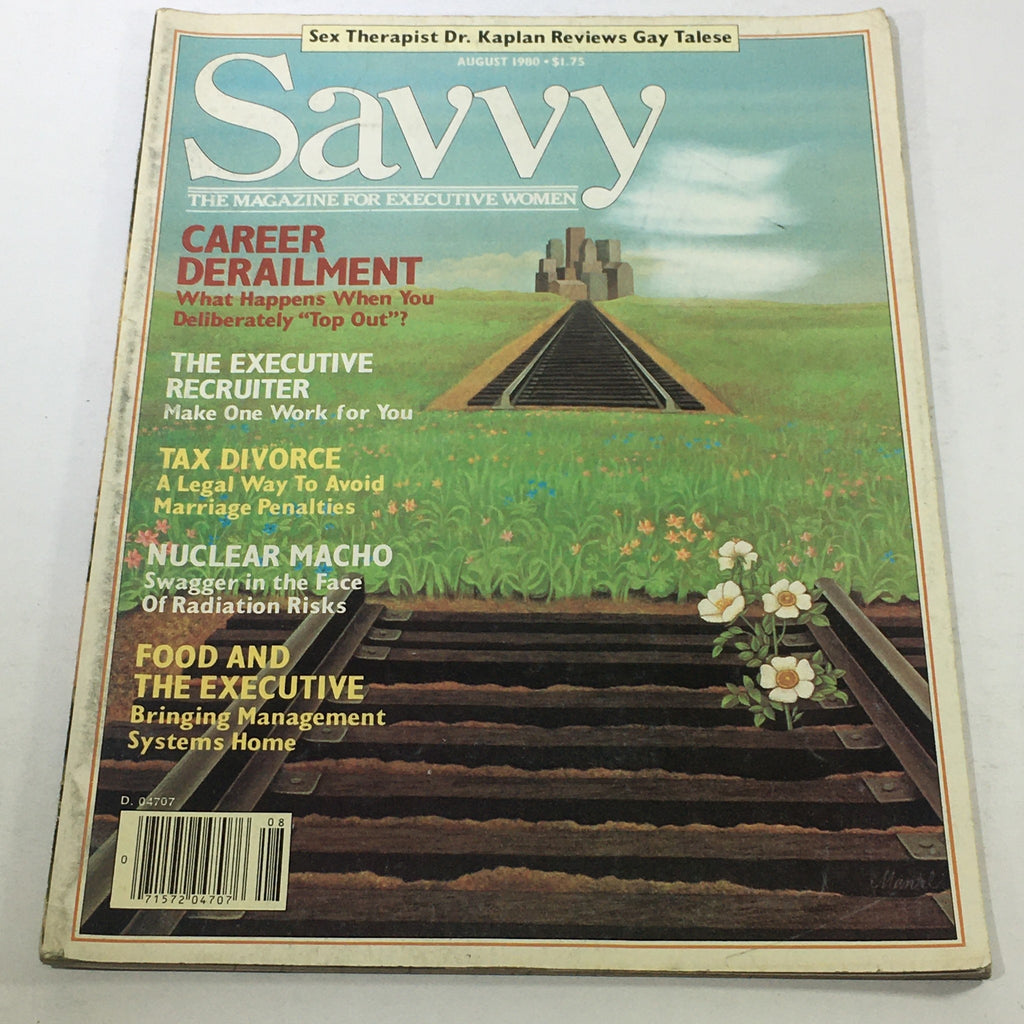 Sex Therapist Dr. Kaplan Reviews Gay Talese
AUGUST 1980 • $1.75
Savvy
THE MAGAZINE FOR EXECUTIVE WOMEN
CAREER
DERAILMENT
What Happens When You
Deliberately “Top Out”?
THE EXECUTIVE
RECRUITER
Make One Work for You
TAX DIVORCE
A Legal Way To Avoid
Marriage Penalties
NUCLEAR MACHO
Swagger in the Face
Of Radiation Risks
FOOD AND
THE EXECUTIVE
Bringing Management
Systems Home
D. 04707
08
0
71572 04707